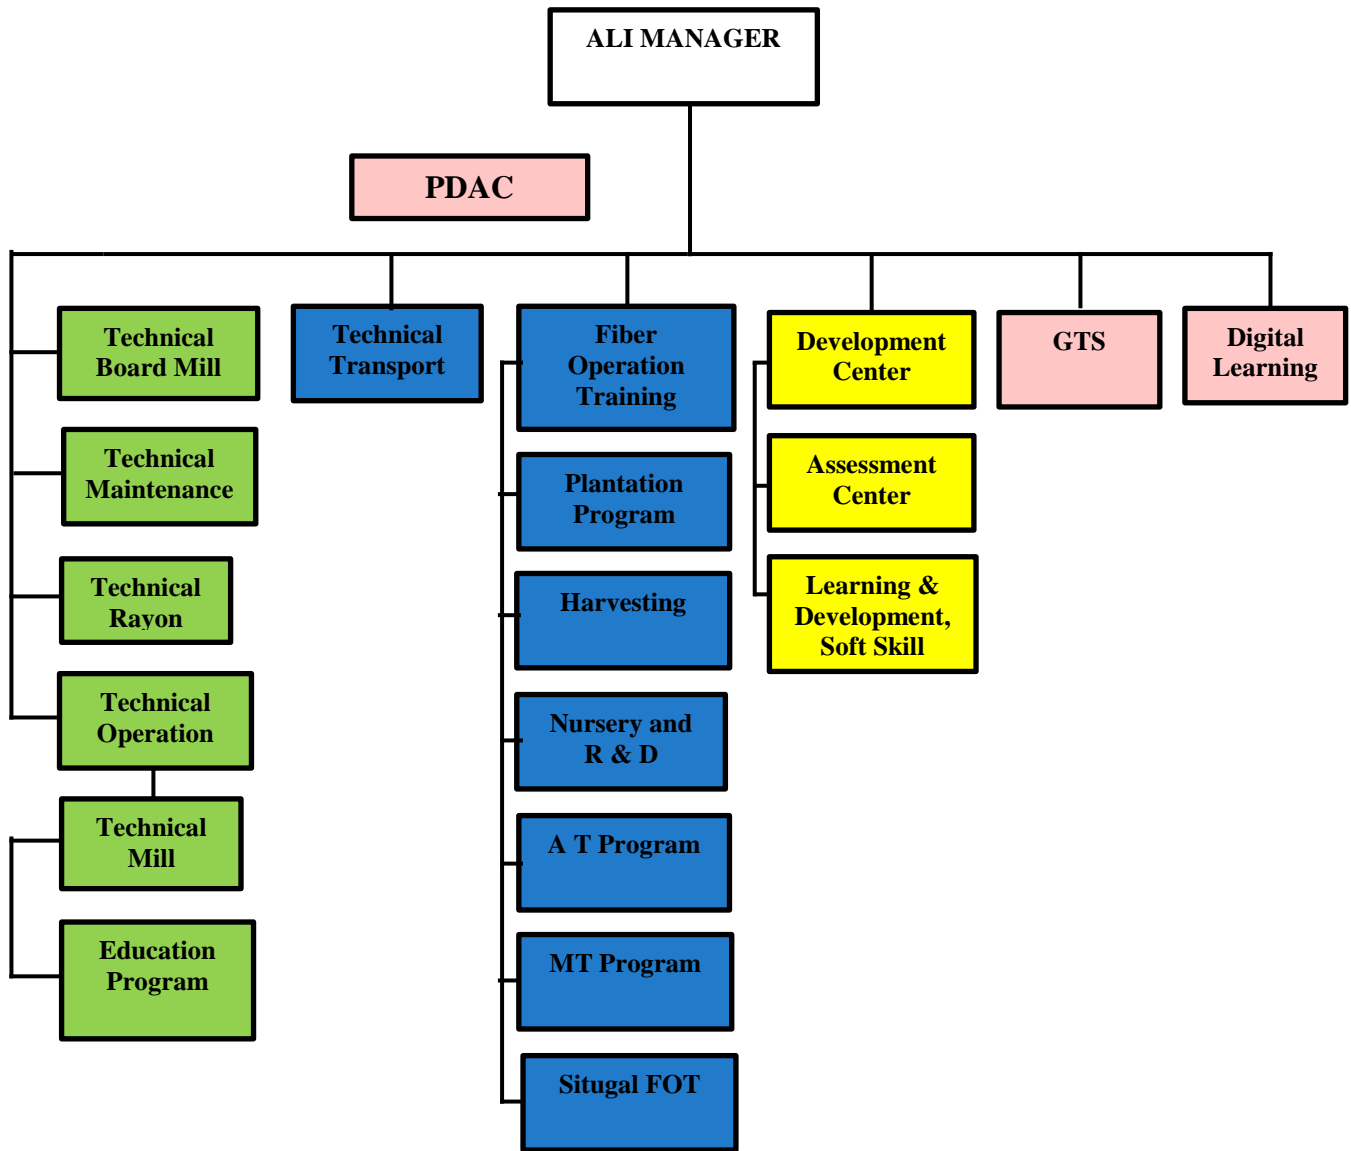 ALI MANAGER
PDAC
Technical
Board Mill
Technical
Maintenance
Technical
Rayon
Technical
Operation
Technical
Mill
Education
Program
Technical
Transport
Fiber
Operation
Training
Plantation
Program
Harvesting
Nursery and
R & D
A T Program
MT Program
Situgal FOT
Development
Center
Assessment
Center
Learning &
Development,
Soft Skill
GTS
Digital
Learning